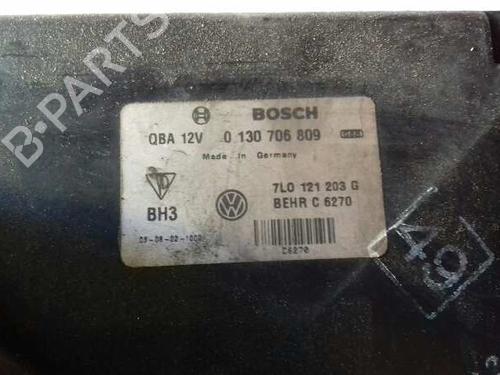 B-PARTS
BOSCH
QBA 12V 0 130 706 809
Made in Germany
7L0 121 203 G
BH3
BEHR C 6270
C6270
49